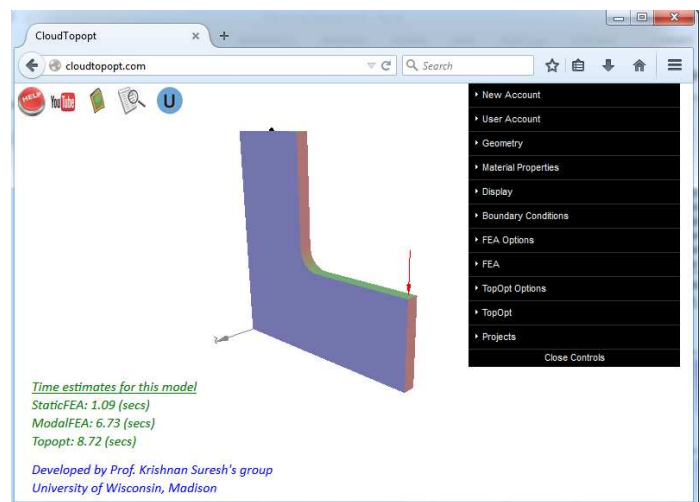 CloudTopopt
cloudtopopt.com
Search
HELP
You Tube
U
New Account
User Account
Geometry
Material Properties
Display
Boundary Conditions
FEA Options
FEA
TopOpt Options
TopOpt
Projects
Close Controls
Time estimates for this model
StaticFEA: 1.09 (secs)
ModalFEA: 6.73 (secs)
Topopt: 8.72 (secs)
Developed by Prof. Krishnan Suresh's group
University of Wisconsin, Madison